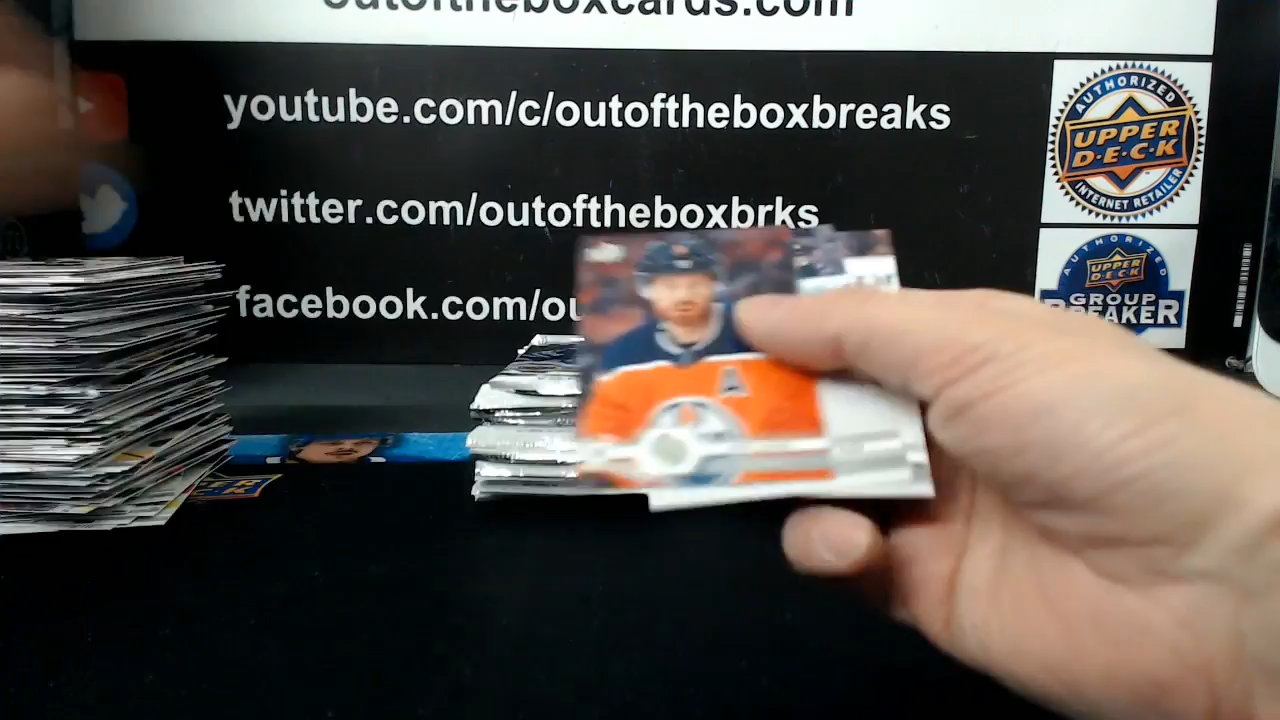 outoftheboxcards.com
youtube.com/c/outoftheboxbreaks
twitter.com/outoftheboxbrks
facebook.com/ou
AUTHORIZED
UPPER
D·E·C·K
INTERNET RETAILER
AUTHORIZED
UPPER
DECK
GROUP
BREAKER
A